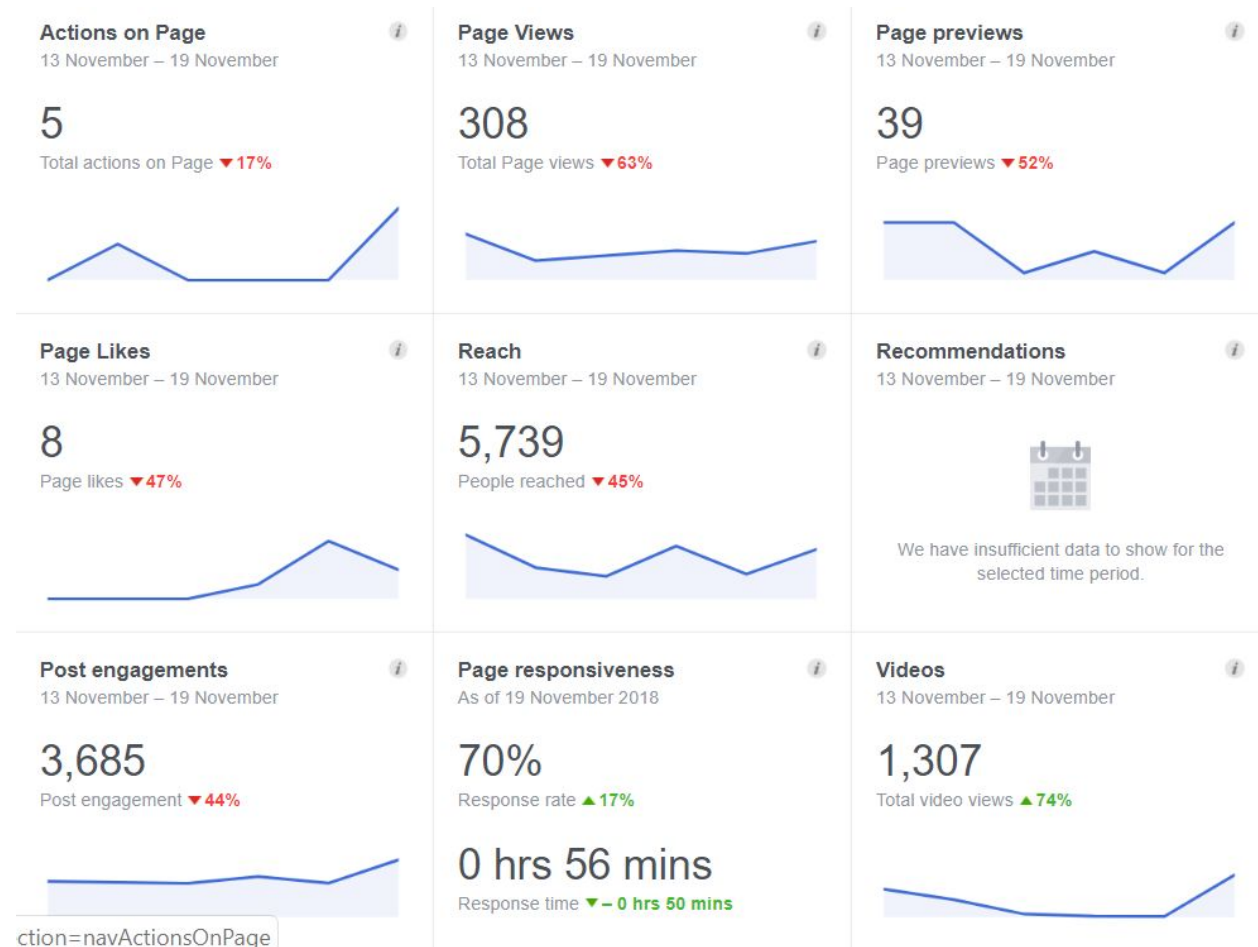 Actions on Page
13 November – 19 November
5
Total actions on Page ▼17%
Page Views
13 November – 19 November
308
Total Page views ▼63%
Page previews
13 November – 19 November
39
Page previews ▼52%
Page Likes
13 November – 19 November
8
Page likes ▼47%
Reach
13 November – 19 November
5,739
People reached ▼45%
Recommendations
13 November – 19 November
We have insufficient data to show for the
selected time period.
Post engagements
13 November – 19 November
3,685
Post engagement ▼44%
Page responsiveness
As of 19 November 2018
70%
Response rate ▲17%
0 hrs 56 mins
Response time ▼– 0 hrs 50 mins
Videos
13 November – 19 November
1,307
Total video views ▲74%
ction=navActionsOnPage